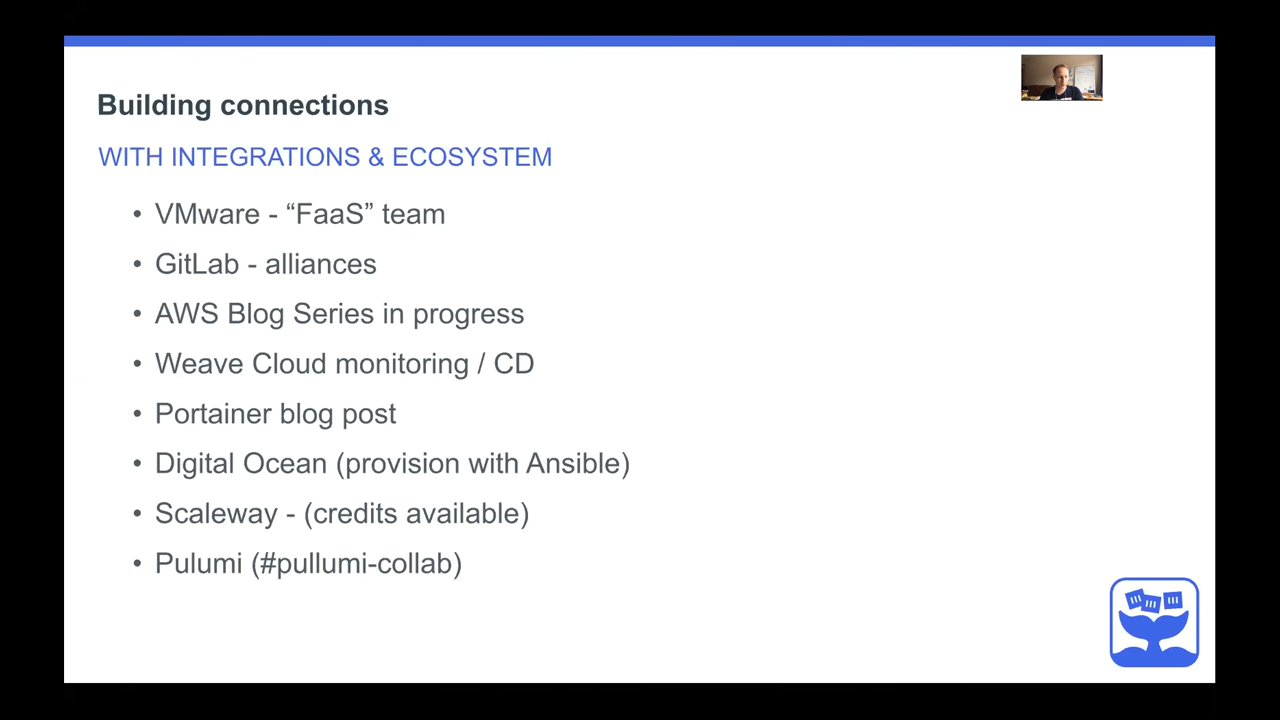 Building connections
WITH INTEGRATIONS & ECOSYSTEM
• VMware - “FaaS” team
• GitLab - alliances
• AWS Blog Series in progress
• Weave Cloud monitoring / CD
• Portainer blog post
• Digital Ocean (provision with Ansible)
• Scaleway - (credits available)
• Pulumi (#pullumi-collab)